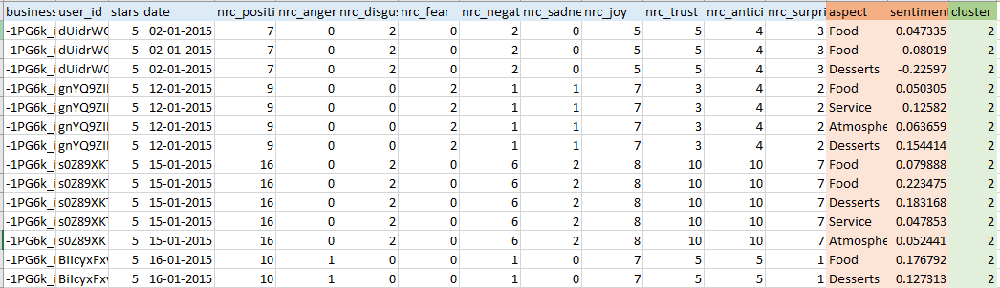 business user_id stars date nrc_positi nrc_anger nrc_disgu nrc_fear nrc_negat nrc_sadne nrc_joy nrc_trust nrc_antici nrc_surpri aspect sentiment cluster
-1PG6k_i dUidrWC 5 02-01-2015 7 0 2 0 2 0 5 5 4 3 Food 0.047335 2
-1PG6k_i dUidrWC 5 02-01-2015 7 0 2 0 2 0 5 5 4 3 Food 0.08019 2
-1PG6k_i dUidrWC 5 02-01-2015 7 0 2 0 2 0 5 5 4 3 Desserts -0.22597 2
-1PG6k_i gnYQ9ZII 5 12-01-2015 9 0 0 2 1 1 7 3 4 2 Food 0.050305 2
-1PG6k_i gnYQ9ZII 5 12-01-2015 9 0 0 2 1 1 7 3 4 2 Service 0.12582 2
-1PG6k_i gnYQ9ZII 5 12-01-2015 9 0 0 2 1 1 7 3 4 2 Atmosphe 0.063659 2
-1PG6k_i gnYQ9ZII 5 12-01-2015 9 0 0 2 1 1 7 3 4 2 Desserts 0.154414 2
-1PG6k_i s0Z89XK 5 15-01-2015 16 0 2 0 6 2 8 10 10 7 Food 0.079888 2
-1PG6k_i s0Z89XK 5 15-01-2015 16 0 2 0 6 2 8 10 10 7 Food 0.223475 2
-1PG6k_i s0Z89XK 5 15-01-2015 16 0 2 0 6 2 8 10 10 7 Desserts 0.183168 2
-1PG6k_i s0Z89XK 5 15-01-2015 16 0 2 0 6 2 8 10 10 7 Service 0.047853 2
-1PG6k_i s0Z89XK 5 15-01-2015 16 0 2 0 6 2 8 10 10 7 Atmosphe 0.052441 2
-1PG6k_i BiIcyxFxv 5 16-01-2015 10 1 0 0 1 0 7 5 5 1 Food 0.176792 2
-1PG6k_i BiIcyxFxv 5 16-01-2015 10 1 0 0 1 0 7 5 5 1 Desserts 0.127313 2